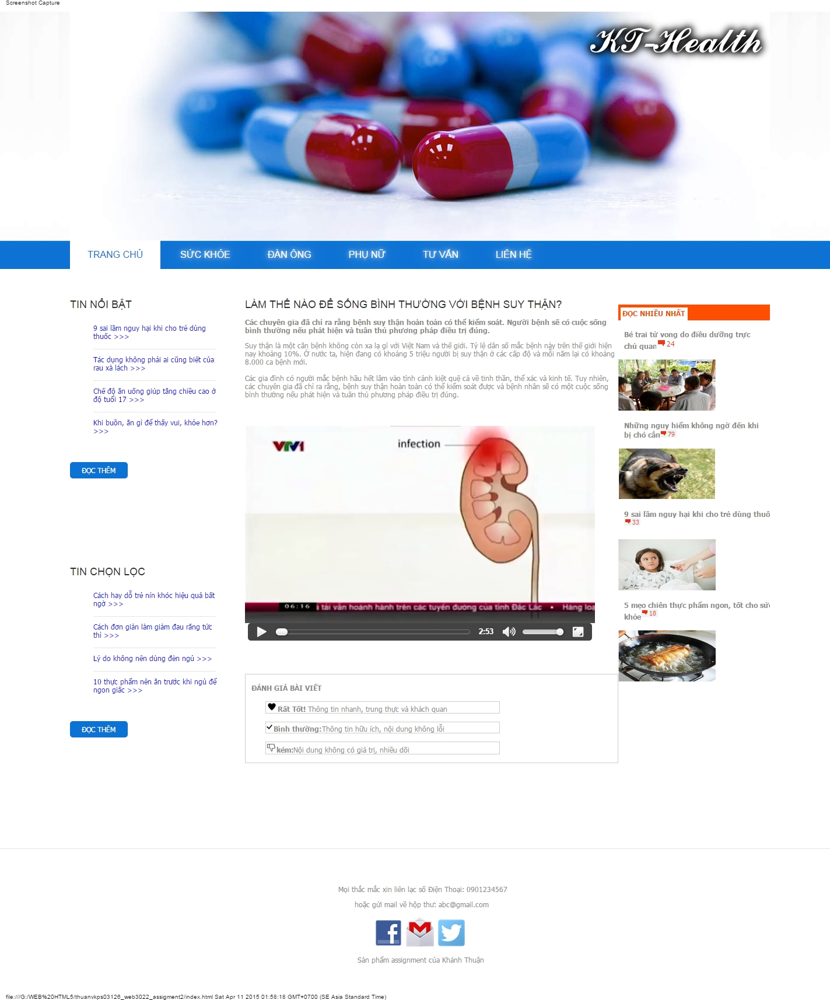 Screenshot Capture
KT-Health
TRANG CHỦ
SỨC KHỎE
ĐÀN ÔNG
PHỤ NỮ
TƯ VẤN
LIÊN HỆ
TIN NỔI BẬT
9 sai lầm nguy hại khi cho trẻ dùng
thuốc >>>
Tác dụng không phải ai cũng biết của
rau xà lách >>>
Chế độ ăn uống giúp tăng chiều cao ở
độ tuổi 17 >>>
Khi buồn, ăn gì để thấy vui, khỏe hơn?
>>>
ĐỌC THÊM
TIN CHỌN LỌC
Cách hay dỗ trẻ nín khóc hiệu quả bất
ngờ >>>
Cách đơn giản làm giảm đau răng tức
thì >>>
Lý do không nên dùng đèn ngủ >>>
10 thực phẩm nên ăn trước khi ngủ để
ngon giấc >>>
ĐỌC THÊM
LÀM THẾ NÀO ĐỂ SỐNG BÌNH THƯỜNG VỚI BỆNH SUY THẬN?
Các chuyên gia đã chỉ ra rằng bệnh suy thận hoàn toàn có thể kiểm soát. Người bệnh sẽ có cuộc sống
bình thường nếu phát hiện và tuân thủ phương pháp điều trị đúng.
Suy thận là một căn bệnh không còn xa lạ gì với Việt Nam và thế giới. Tỷ lệ dân số mắc bệnh này trên thế giới hiện
nay khoảng 10%. Ở nước ta, hiện đang có khoảng 5 triệu người bị suy thận ở các cấp độ và mỗi năm lại có khoảng
8.000 ca bệnh mới.
Các gia đình có người mắc bệnh hầu hết lâm vào tình cảnh kiệt quệ cả về tinh thần, thể xác và kinh tế. Tuy nhiên,
các chuyên gia đã chỉ ra rằng, bệnh suy thận hoàn toàn có thể kiểm soát được và bệnh nhân sẽ có một cuộc sống
bình thường nếu phát hiện và tuân thủ phương pháp điều trị đúng.
VTV1
infection
06:16
tài vẫn hoành hành trên các tuyến đường của tỉnh Đắc Lắc • Hàng loạ
2:53
ĐÁNH GIÁ BÀI VIẾT
Rất Tốt! Thông tin nhanh, trung thực và khách quan
Bình thường:Thông tin hữu ích, nội dung không lỗi
kém:Nội dung không có giá trị, nhiều dối
ĐỌC NHIỀU NHẤT
Bé trai tử vong do điều dưỡng trực
chủ quan 24
Những nguy hiểm không ngờ đến khi
bị chó cắn 79
9 sai lầm nguy hại khi cho trẻ dùng thuố
33
5 mẹo chiên thực phẩm ngon, tốt cho sức
khỏe 18
Mọi thắc mắc xin liên lạc số Điện Thoại: 0901234567
hoặc gửi mail về hộp thư: abc@gmail.com
Sản phẩm assignment của Khánh Thuận
file:///G:/WEB%20HTML5/thuanvkps03126_web3022_assigment2/index.html Sat Apr 11 2015 01:58:18 GMT+0700 (SE Asia Standard Time)